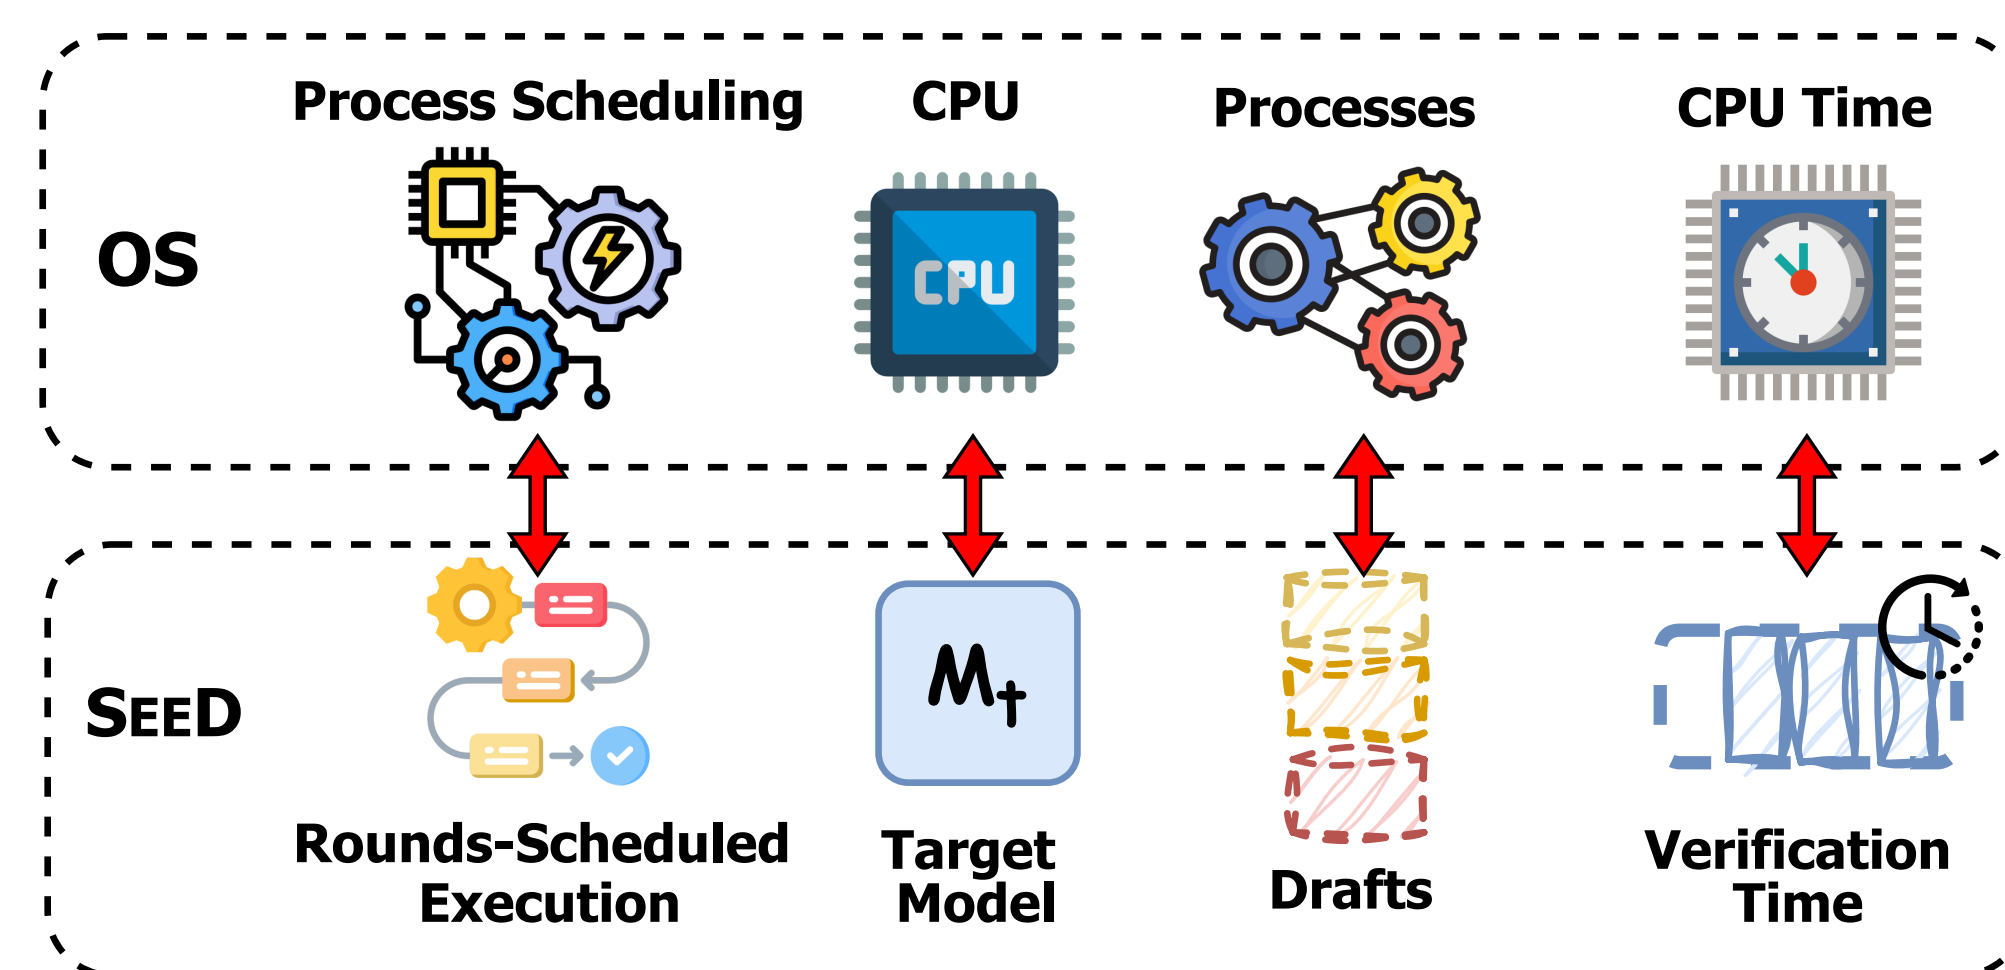 Process Scheduling
CPU
Processes
CPU Time
OS
CPU
SEED
Mt
Rounds-Scheduled
Execution
Target
Model
Drafts
Verification
Time